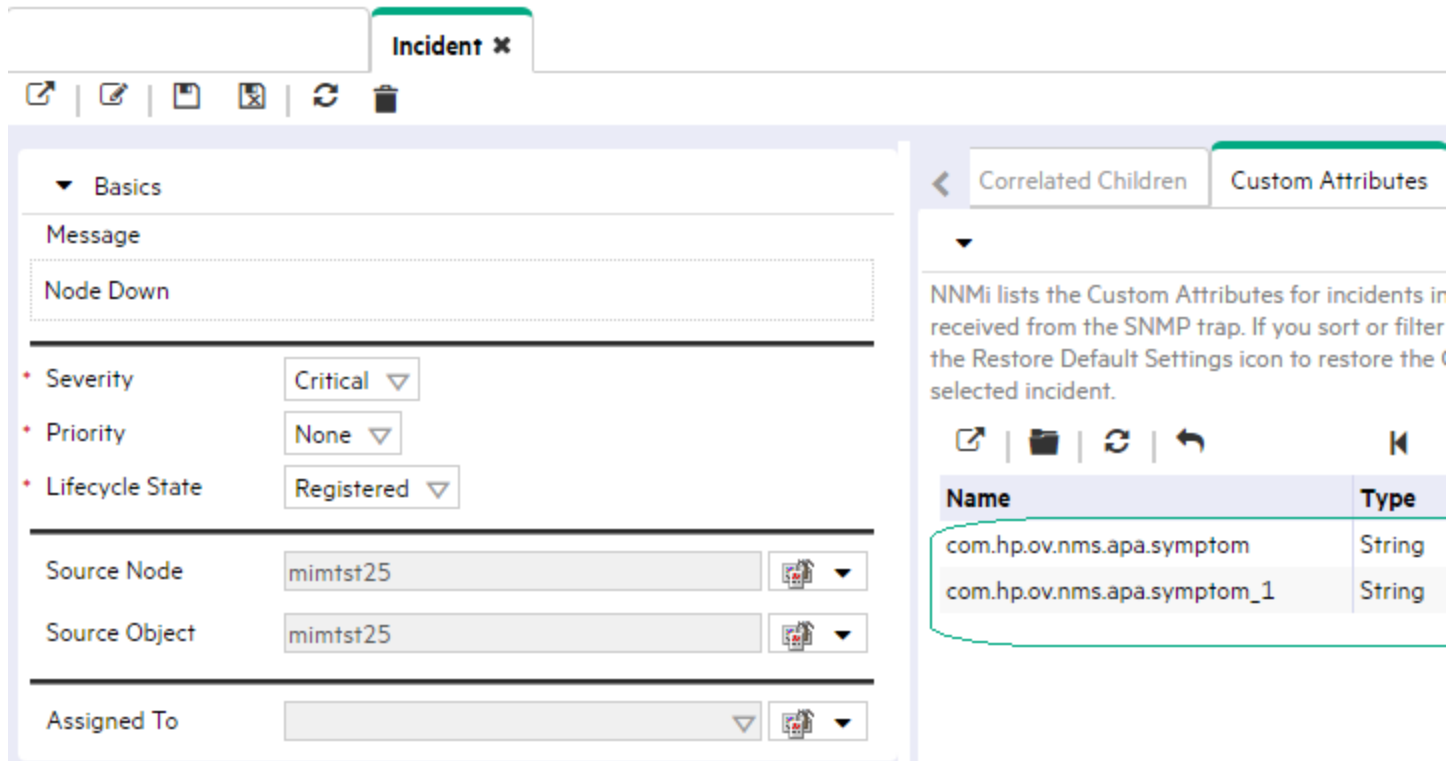 Incident ✖
Basics
Message
Node Down
* Severity
Critical
* Priority
None
* Lifecycle State
Registered
Source Node
mimtst25
Source Object
mimtst25
Assigned To
Correlated Children
Custom Attributes
NNMi lists the Custom Attributes for incidents in
received from the SNMP trap. If you sort or filter
the Restore Default Settings icon to restore the
selected incident.
Name Type
com.hp.ov.nms.apa.symptom String
com.hp.ov.nms.apa.symptom_1 String